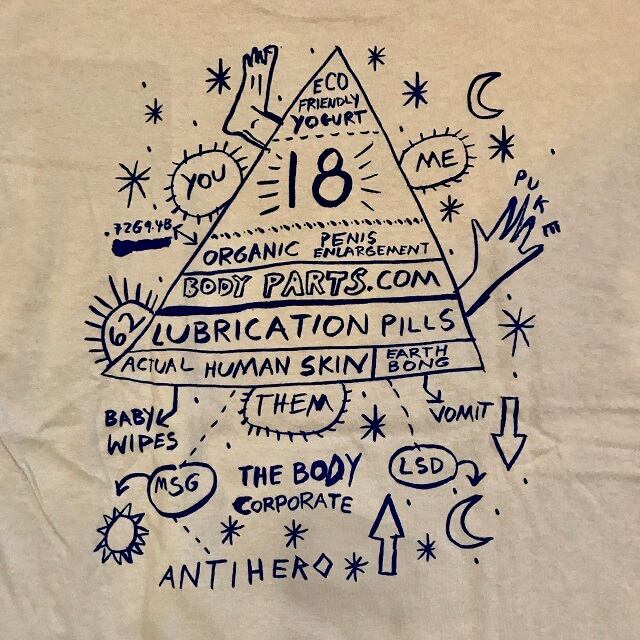 ECO
FRIENDLY
YOGURT
18
YOU
ME
PUKE
.7269.4B
ORGANIC PENIS ENLARGEMENT
BODY PARTS.COM
62
LUBRICATION PILLS
ACTUAL HUMAN SKIN
EARTH
BONG
THEM
BABY
WIPES
VOMIT
MSG
LSD
THE BODY
CORPORATE
ANTIHERO